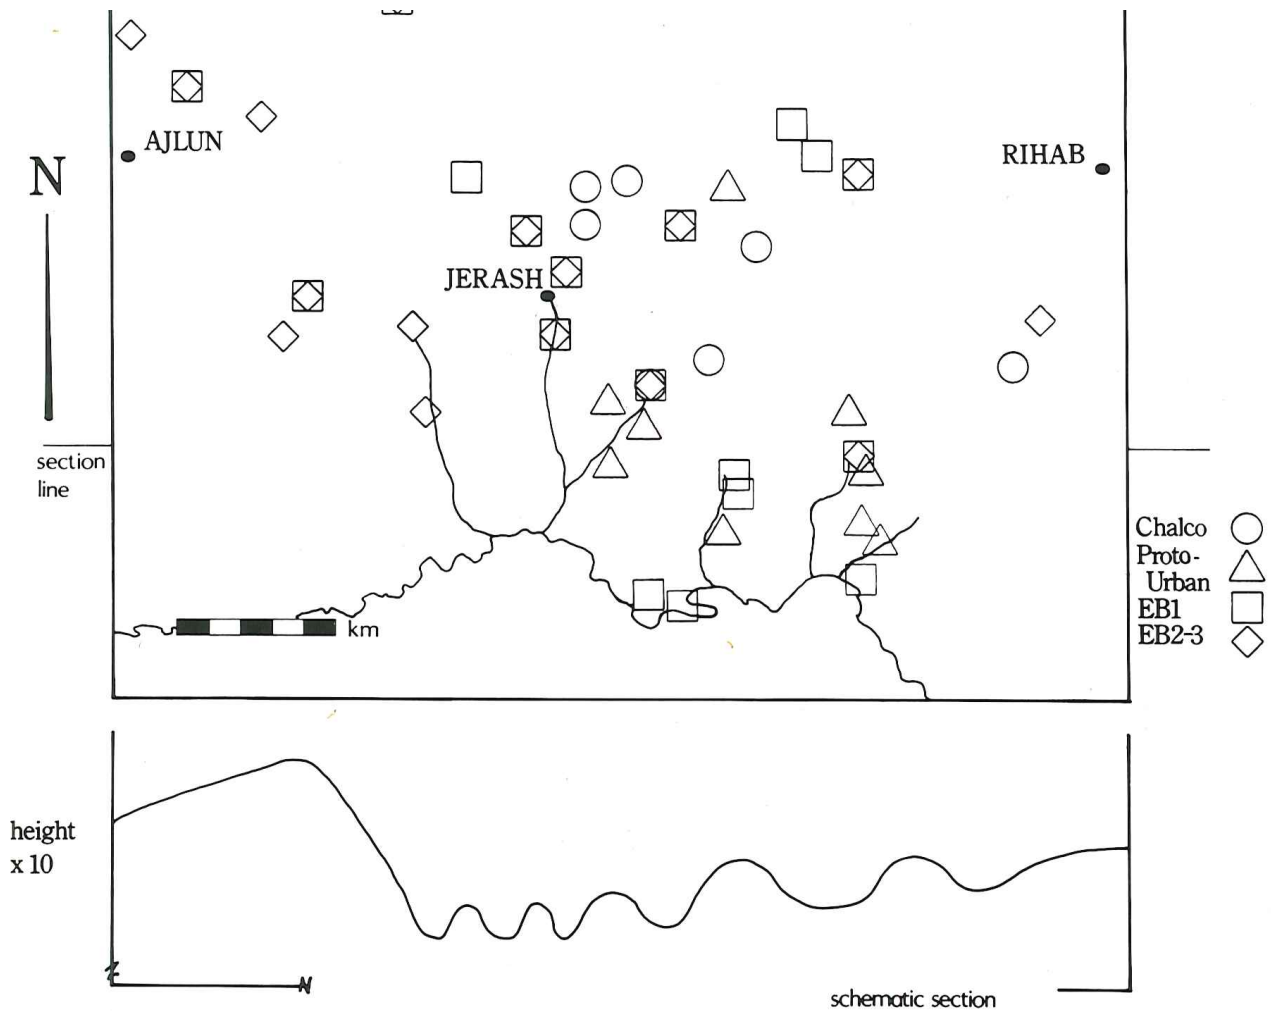 AJLUN
RIHAB
N
JERASH
section
line
Chalco
Proto-
Urban
EB1
EB2-3
km
height
x 10
schematic section